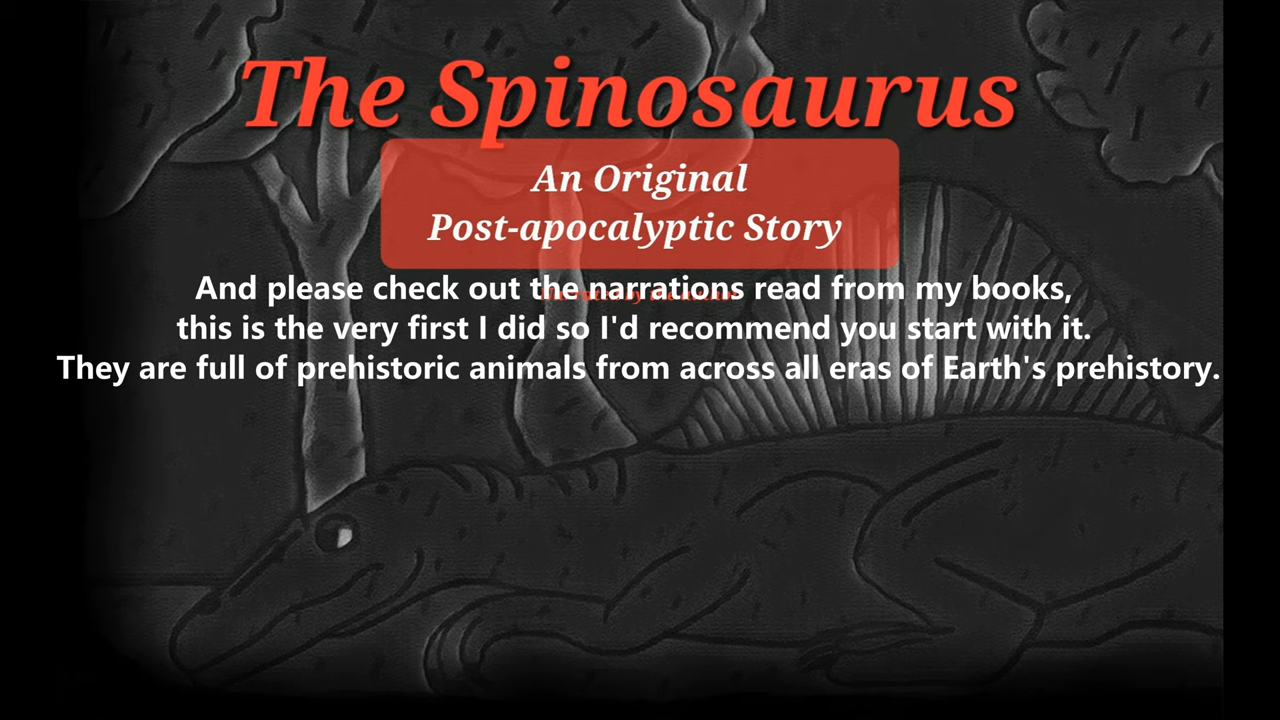 The Spinosaurus
An Original
Post-apocalyptic Story
And please check out the narrations read from my books,
this is the very first I did so I'd recommend you start with it.
They are full of prehistoric animals from across all eras of Earth's prehistory.